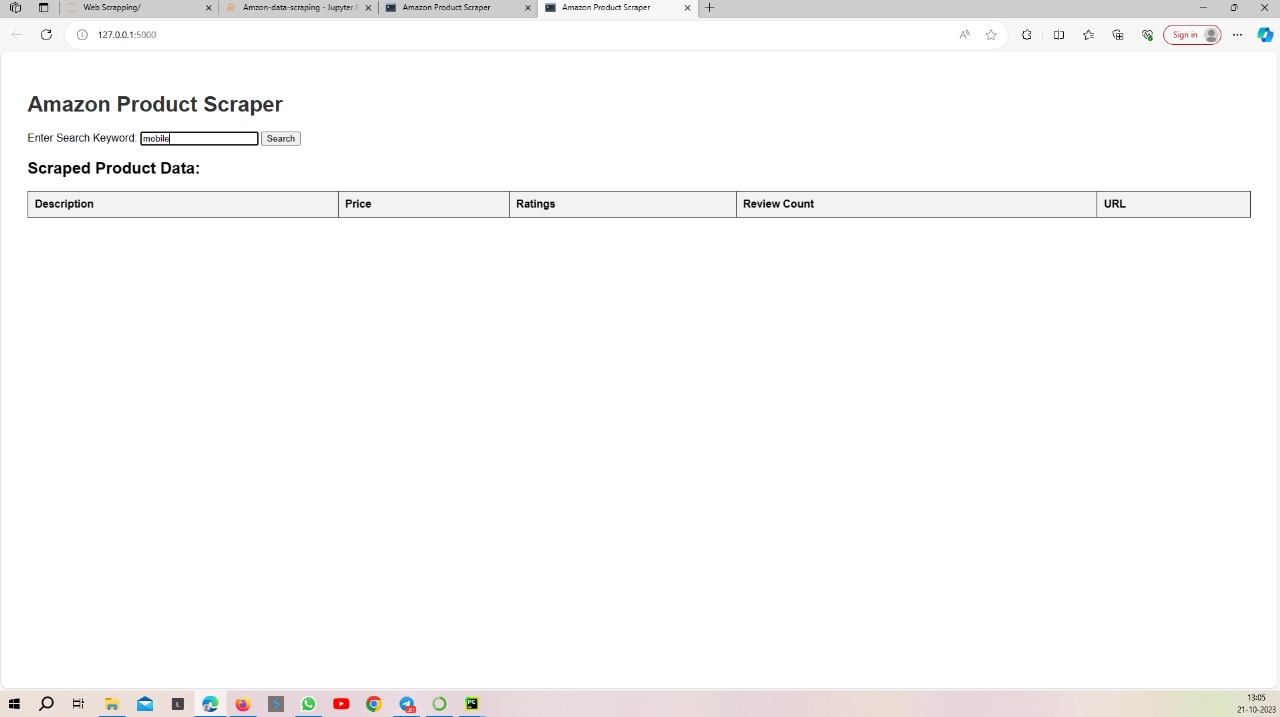 Web Scrapping/
Amzon-data-scraping - Jupyter
Amazon Product Scraper
Amazon Product Scraper
127.0.0.1:5000
Sign in
Amazon Product Scraper
Enter Search Keyword: mobile Search
Scraped Product Data:
Description Price Ratings Review Count URL
13:05
21-10-2023